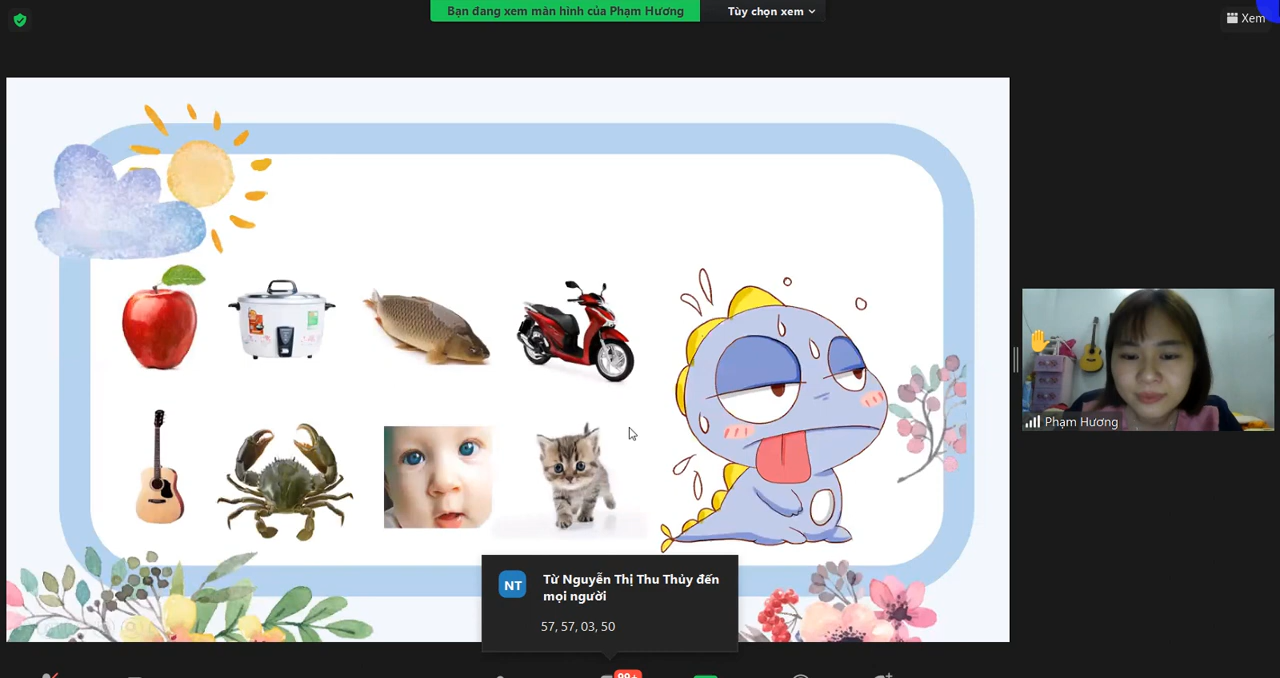 Bạn đang xem màn hình của Phạm Hương
Tùy chọn xem
Xem
Phạm Hương
NT
Từ Nguyễn Thị Thu Thủy đến
mọi người
57, 57, 03, 50
99+